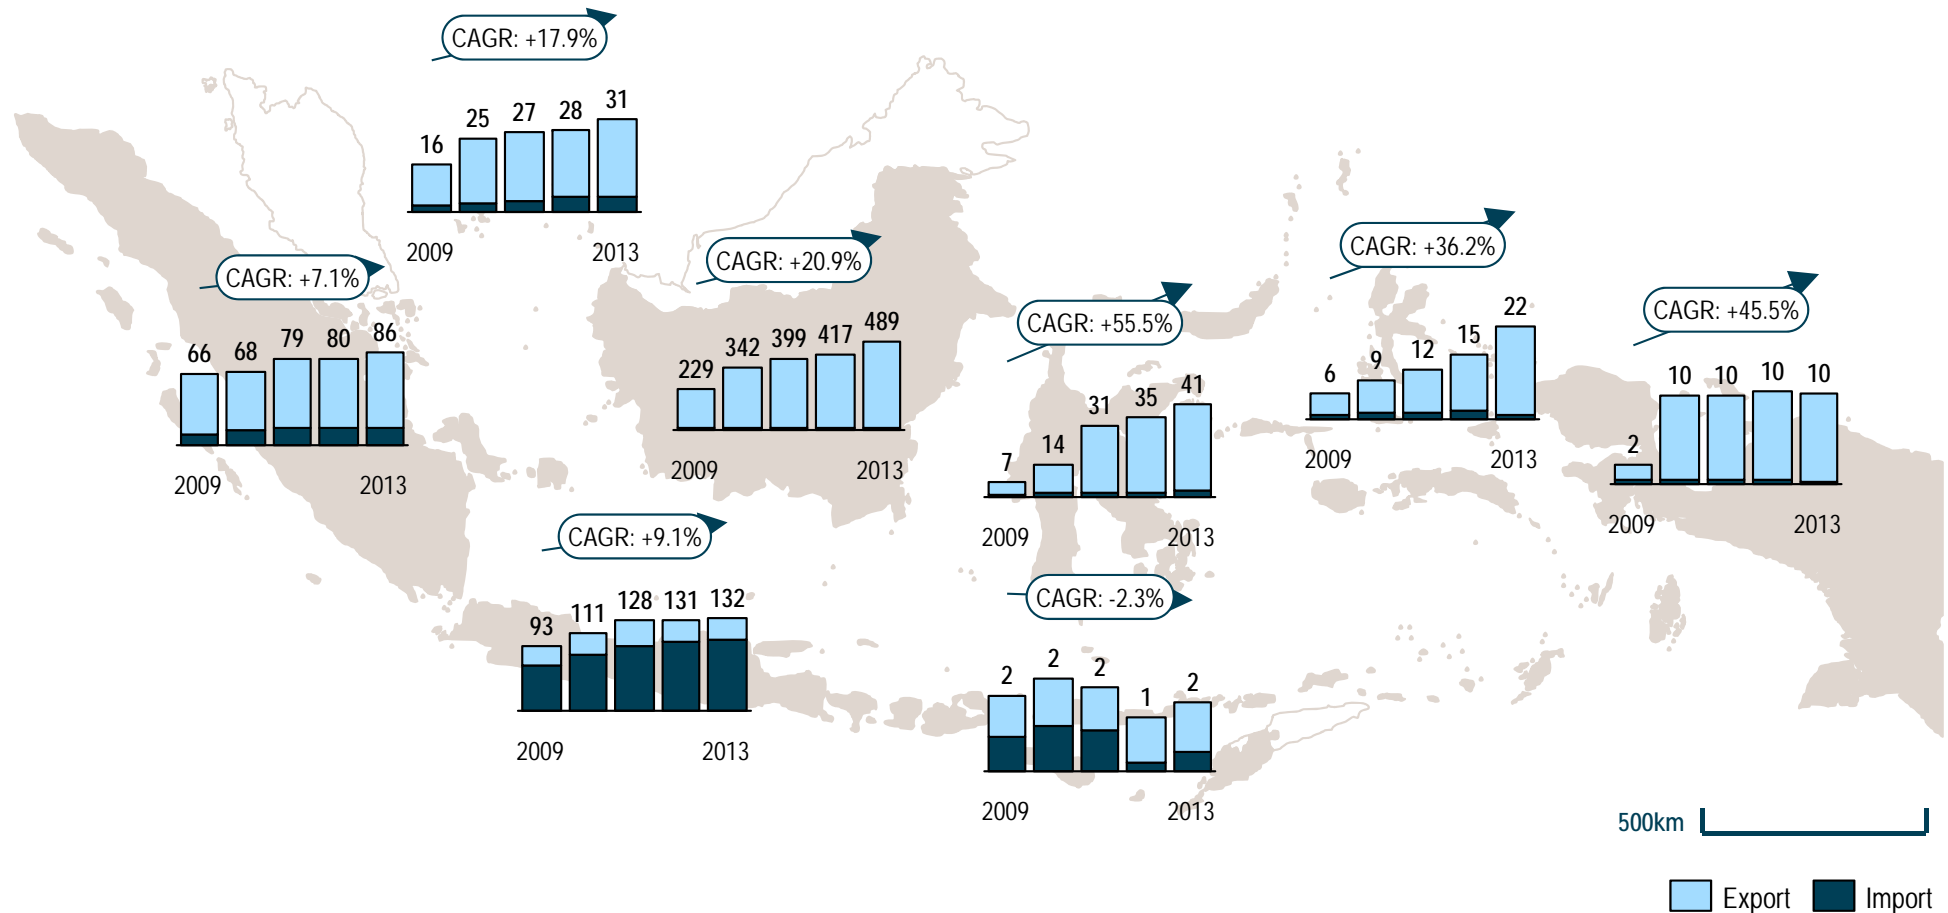 CAGR: +17.9%
16 25 27 28 31
2009 2013
CAGR: +7.1%
66 68 79 80 86
2009 2013
CAGR: +20.9%
229 342 399 417 489
2009 2013
CAGR: +55.5%
7 14 31 35 41
2009 2013
CAGR: +36.2%
6 9 12 15 22
2009 2013
CAGR: +45.5%
2 10 10 10 10
2009 2013
CAGR: +9.1%
93 111 128 131 132
2009 2013
CAGR: -2.3%
2 2 2 1 2
2009 2013
500km
Export Import